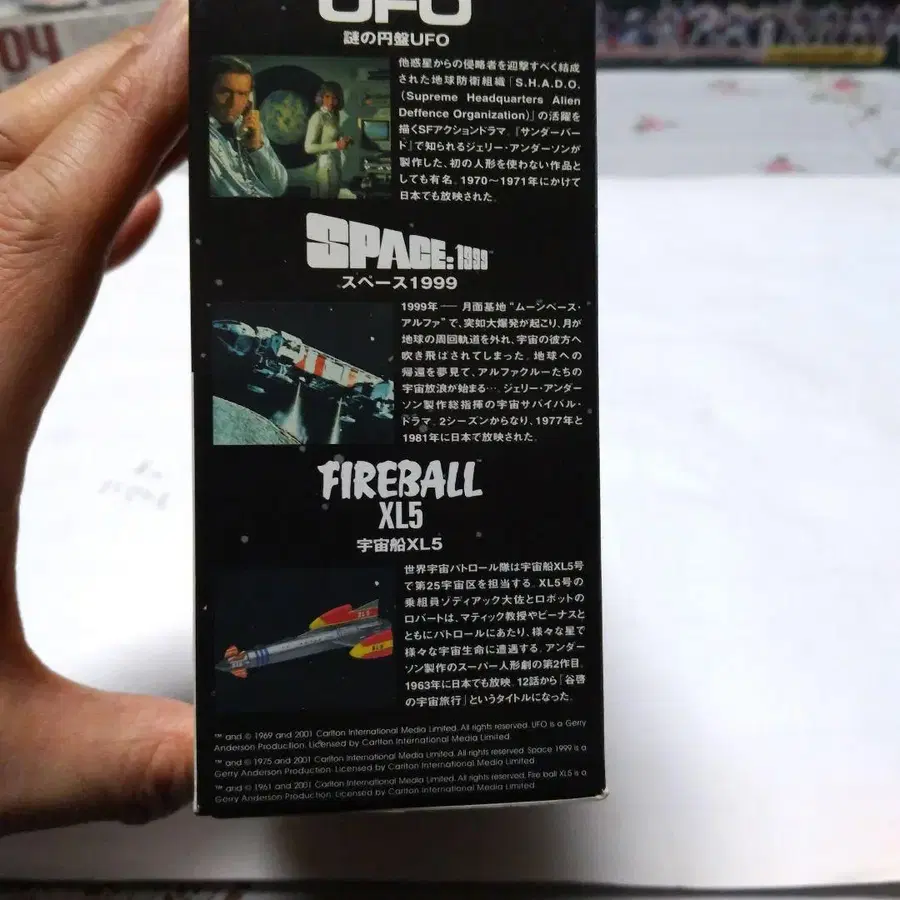 04
UFO
謎の円盤UFO
他惑星からの侵略者を迎撃すべく結成
された地球防衛組織「S.H.A.D.O.
(Supreme Headquarters Alien
Deffence Organization)」の活躍を
描くSFアクションドラマ。『サンダーバー
ド』で知られるジェリー・アンダーソンが
製作した、初の人形を使わない作品と
しても有名。1970〜1971年にかけて
日本でも放映された。
SPACE:1999™
スペース1999
1999年―月面基地“ムーンベース・
アルファ”で、突如大爆発が起こり、月が
地球の周回軌道を外れ、宇宙の彼方へ
吹き飛ばされてしまった。地球への
帰還を夢見て、アルファクルーたちの
宇宙放浪が始まる…。ジェリー・アンダー
ソン製作総指揮の宇宙サバイバル・
ドラマ。2シーズンからなり、1977年と
1981年に日本で放映された。
FIREBALL™
XL5
宇宙船XL5
世界宇宙パトロール隊は宇宙船XL5号
で第25宇宙区を担当する。XL5号の
乗組員ゾディアック大佐とロボットの
ロバートは、マティック教授やビーナスと
ともにパトロールにあたり、様々な星で
様々な宇宙生命に遭遇する。アンダー
ソン製作のスーパー人形劇の第2作目。
1963年に日本でも放映。12話から「谷啓
の宇宙旅行」というタイトルになった。
™ and © 1969 and 2001 Carlton International Media Limited. All rights reserved. UFO is a Gerry
Anderson Production. Licensed by Carlton International Media Limited.
™ and © 1975 and 2001 Carlton International Media Limited. All rights reserved. Space 1999 is a
Gerry Anderson Production. Licensed by Carlton International Media Limited.
™ and © 1961 and 2001 Carlton International Media Limited. All rights reserved. Fire ball XL5 is a
Gerry Anderson Production. Licensed by Carlton International Media Limited.